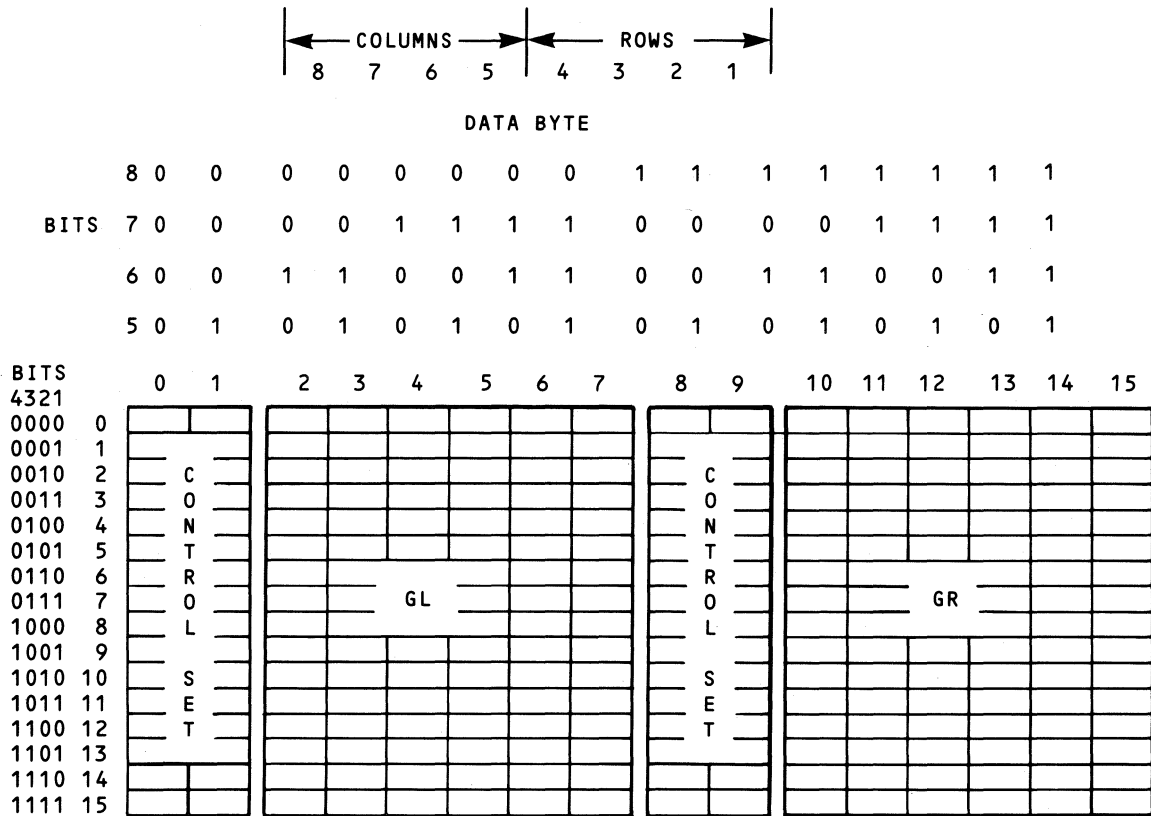 COLUMNS ROWS
8 7 6 5 4 3 2 1
DATA BYTE
8 0 0 0 0 0 0 0 0 1 1 1 1 1 1 1 1
BITS 7 0 0 0 0 1 1 1 1 0 0 0 0 1 1 1 1
6 0 0 1 1 0 0 1 1 0 0 1 1 0 0 1 1
5 0 1 0 1 0 1 0 1 0 1 0 1 0 1 0 1
BITS
4321
0 1 2 3 4 5 6 7 8 9 10 11 12 13 14 15
0000 0
0001 1
0010 2
0011 3
0100 4
0101 5
0110 6
0111 7
1000 8
1001 9
1010 10
1011 11
1100 12
1101 13
1110 14
1111 15
CONTROL SET
GL
CONTROL SET
GR